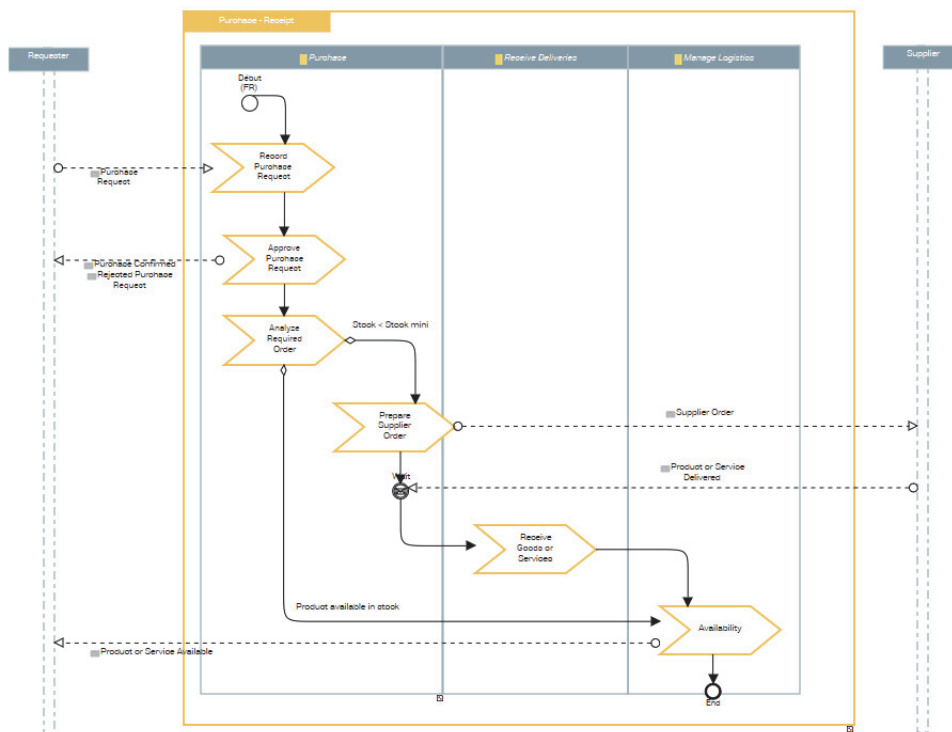 Purchase - Receipt
Requester
Supplier
Purchase
Receive Deliveries
Manage Logistics
Début
(FR)
Record
Purchase
Request
Purchase
Request
Approve
Purchase
Request
Purchase Confirmed
Rejected Purchase
Request
Analyze
Required
Order
Stock < Stock mini
Prepare
Supplier
Order
Supplier Order
Product or Service
Delivered
Wait
Receive
Goods or
Services
Product available in stock
Availability
Product or Service Available
End